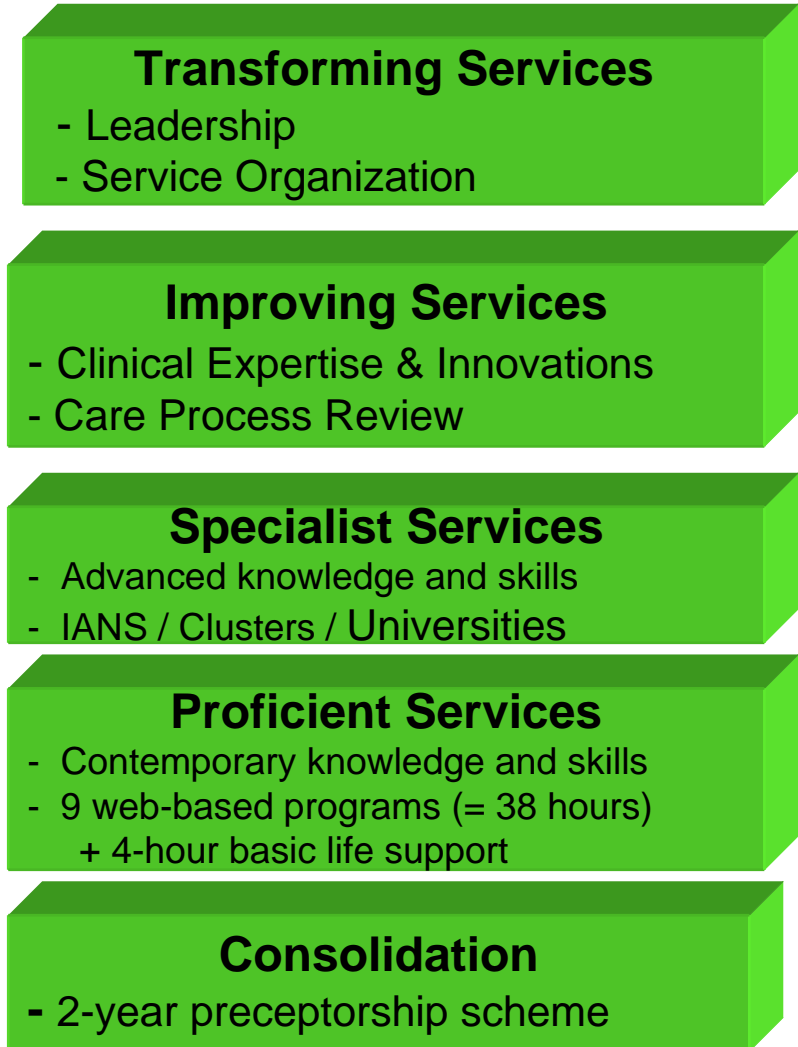 Transforming Services
- Leadership
- Service Organization
Improving Services
- Clinical Expertise & Innovations
- Care Process Review
Specialist Services
- Advanced knowledge and skills
- IANS / Clusters / Universities
Proficient Services
- Contemporary knowledge and skills
- 9 web-based programs (= 38 hours)
+ 4-hour basic life support
Consolidation
- 2-year preceptorship scheme